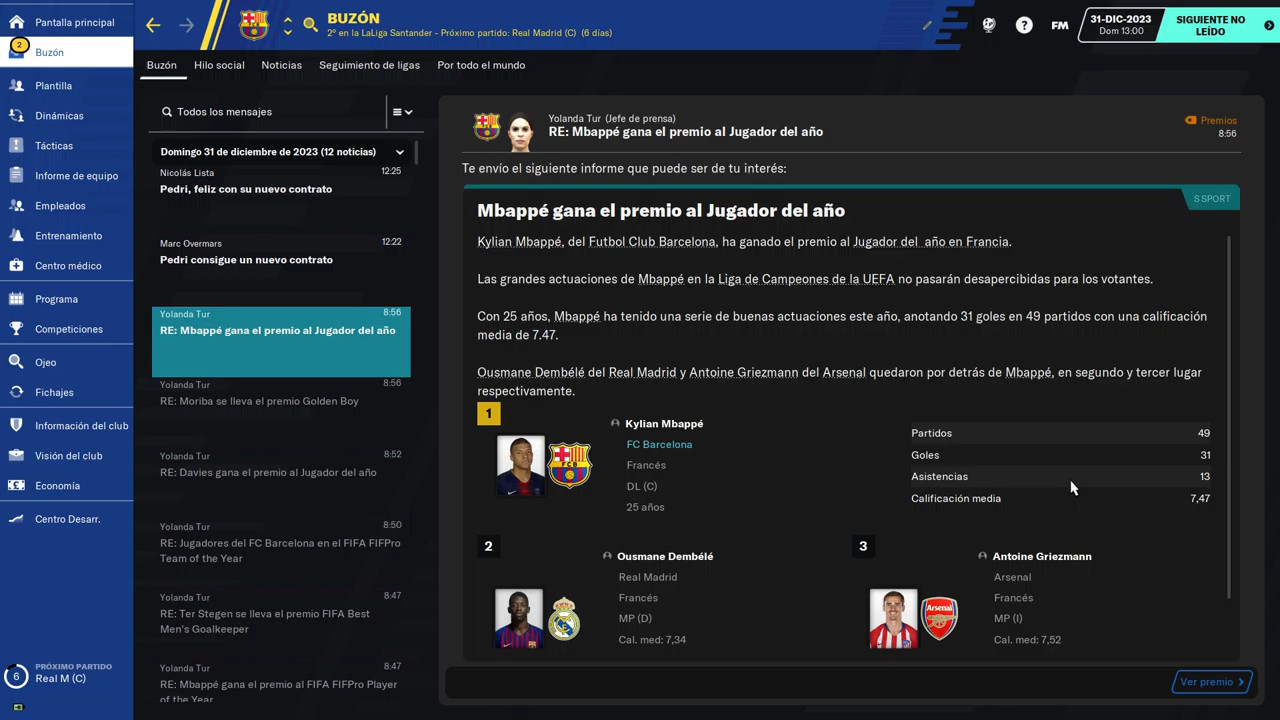 Pantalla principal
2
Buzón
Plantilla
Dinámicas
Tácticas
Informe de equipo
Empleados
Entrenamiento
Centro médico
Programa
Competiciones
Ojeo
Fichajes
Información del club
Visión del club
Economía
Centro Desarr.
6
PRÓXIMO PARTIDO
Real M (C)
BUZÓN
2º en la LaLiga Santander - Próximo partido: Real Madrid (C) (6 días)
?
FM
31-DIC-2023
Dom 13:00
SIGUIENTE NO
LEÍDO
Buzón
Hilo social
Noticias
Seguimiento de ligas
Por todo el mundo
Todos los mensajes
Domingo 31 de diciembre de 2023 (12 noticias)
Nicolás Lista 12:25
Pedri, feliz con su nuevo contrato
Marc Overmars 12:22
Pedri consigue un nuevo contrato
Yolanda Tur 8:56
RE: Mbappé gana el premio al Jugador del año
Yolanda Tur 8:56
RE: Moriba se lleva el premio Golden Boy
Yolanda Tur 8:52
RE: Davies gana el premio al Jugador del año
Yolanda Tur 8:50
RE: Jugadores del FC Barcelona en el FIFA FIFPro
Team of the Year
Yolanda Tur 8:47
RE: Ter Stegen se lleva el premio FIFA Best
Men's Goalkeeper
Yolanda Tur 8:47
RE: Mbappé gana el premio al FIFA FIFPro Player
of the Year
Yolanda Tur (Jefe de prensa)
RE: Mbappé gana el premio al Jugador del año
Premios
8:56
Te envío el siguiente informe que puede ser de tu interés:
S SPORT
Mbappé gana el premio al Jugador del año
Kylian Mbappé, del Futbol Club Barcelona, ha ganado el premio al Jugador del año en Francia.
Las grandes actuaciones de Mbappé en la Liga de Campeones de la UEFA no pasarán desapercibidas para los votantes.
Con 25 años, Mbappé ha tenido una serie de buenas actuaciones este año, anotando 31 goles en 49 partidos con una calificación
media de 7.47.
Ousmane Dembélé del Real Madrid y Antoine Griezmann del Arsenal quedaron por detrás de Mbappé, en segundo y tercer lugar
respectivamente.
1
Kylian Mbappé
FC Barcelona
Francés
DL (C)
25 años
Partidos 49
Goles 31
Asistencias 13
Calificación media 7,47
2
Ousmane Dembélé
Real Madrid
Francés
MP (D)
Cal. med: 7,34
3
Antoine Griezmann
Arsenal
Francés
MP (I)
Cal. med: 7,52
Ver premio